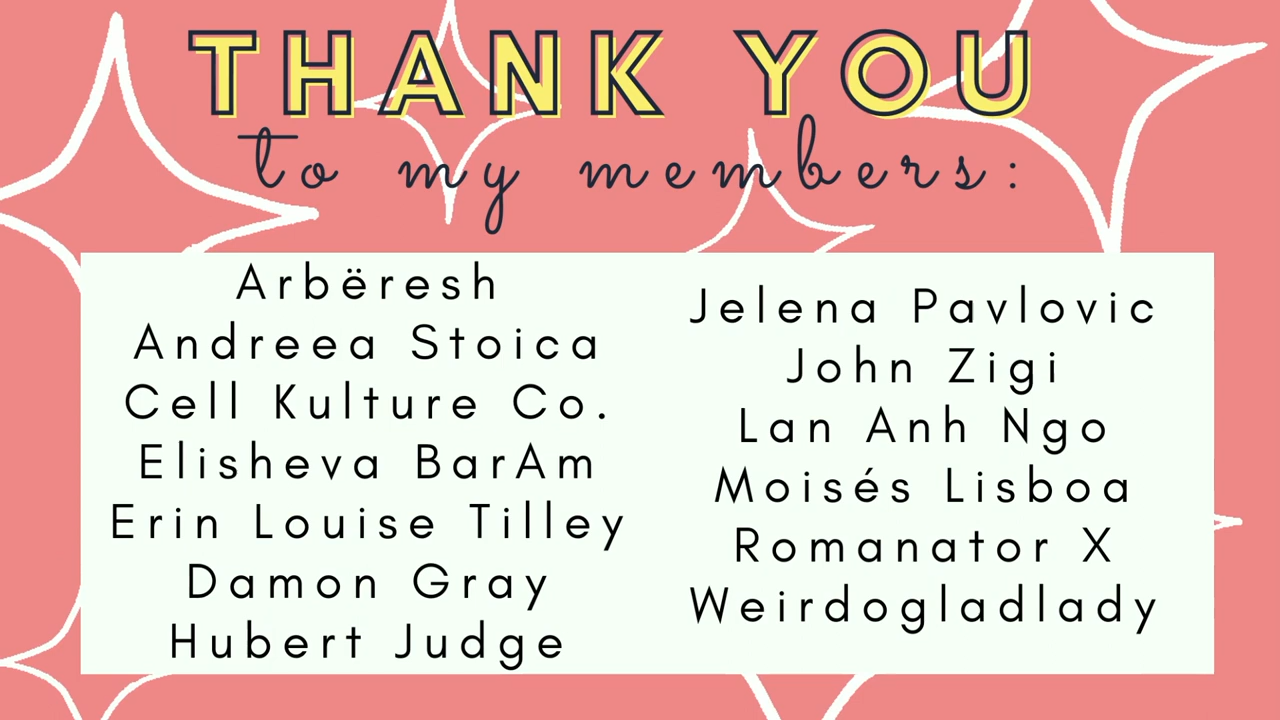 THANK YOU
to my members:
Arbëresh
Andreea Stoica
Cell Kulture Co.
Elisheva BarAm
Erin Louise Tilley
Damon Gray
Hubert Judge
Jelena Pavlovic
John Zigi
Lan Anh Ngo
Moisés Lisboa
Romanator X
Weirdogladlady